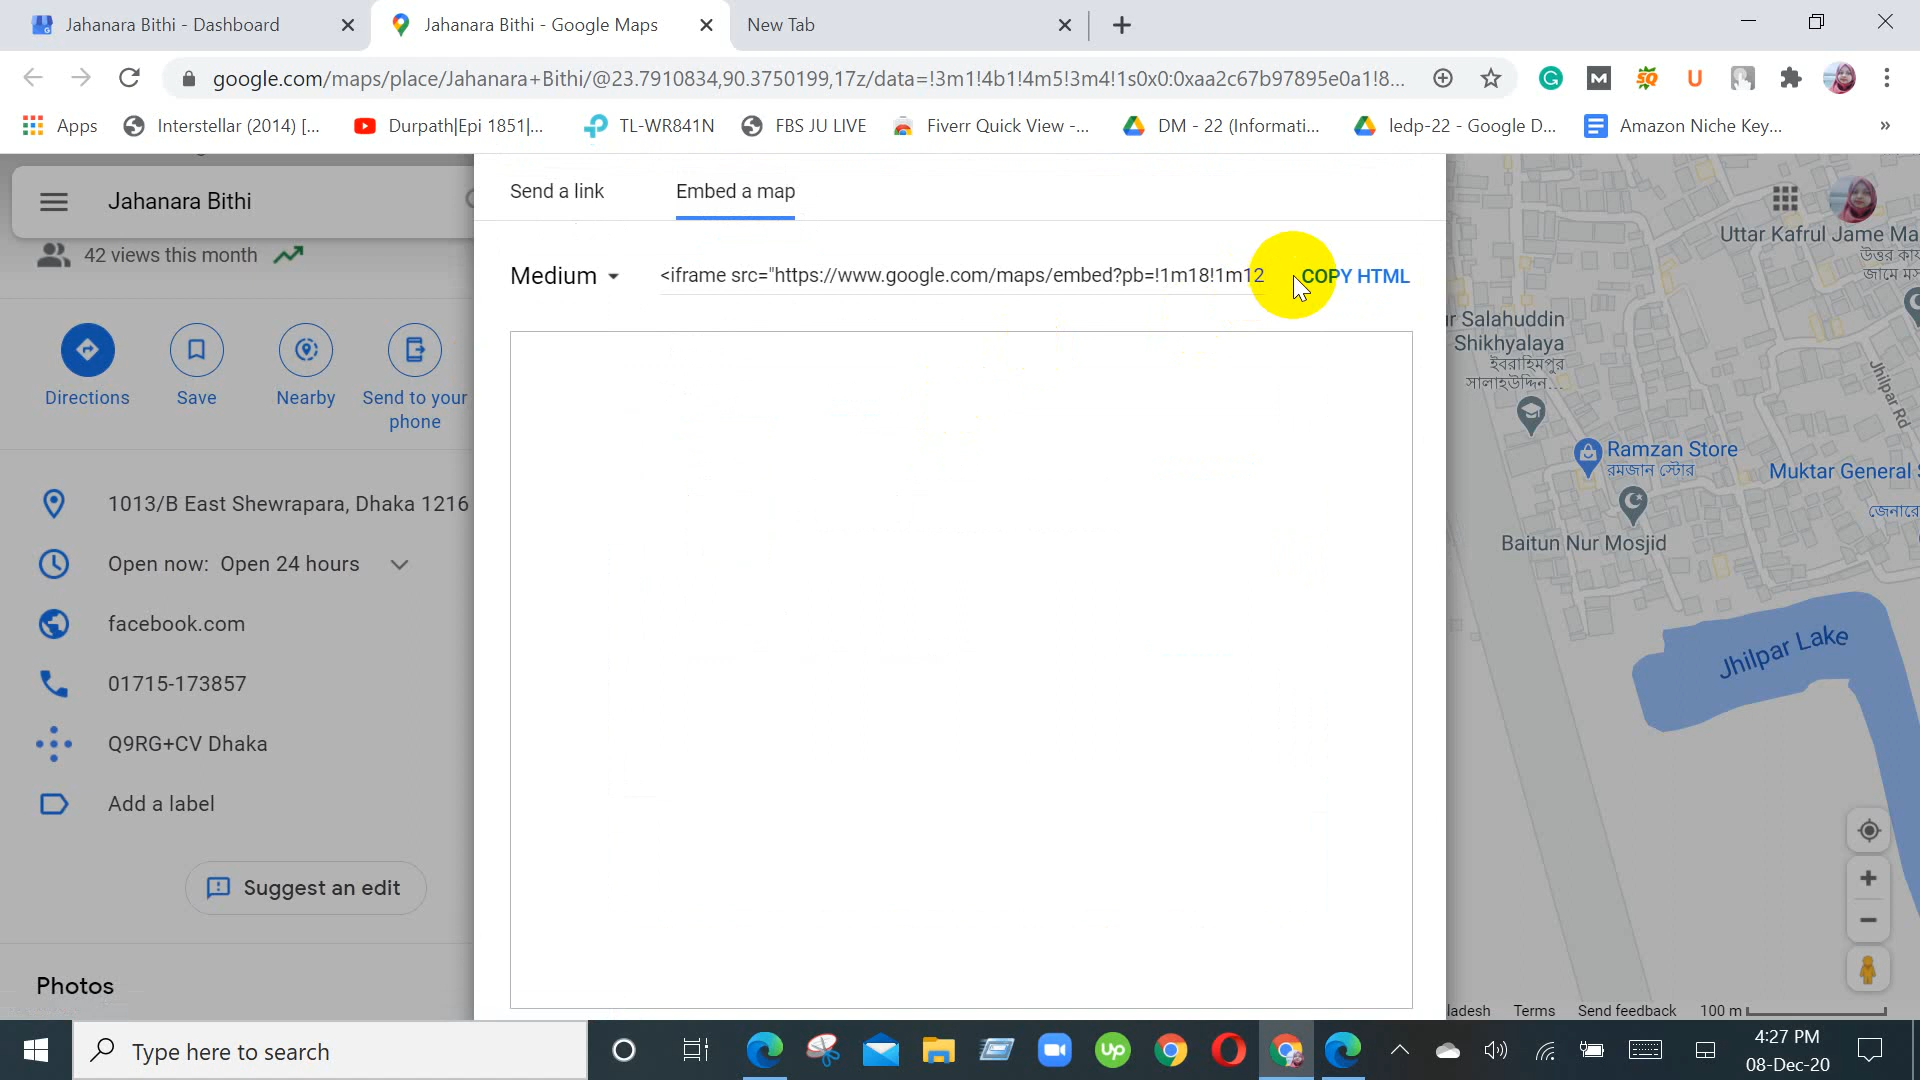 Jahanara Bithi - Dashboard
Jahanara Bithi - Google Maps
New Tab
google.com/maps/place/Jahanara+Bithi/@23.7910834,90.3750199,17z/data=!3m1!4b1!4m5!3m4!1s0x0:0xaa2c67b97895e0a1!8...
Apps
Interstellar (2014) [...
Durpath|Epi 1851|...
TL-WR841N
FBS JU LIVE
Fiverr Quick View -...
DM - 22 (Informati...
ledp-22 - Google D...
Amazon Niche Key...
»
Jahanara Bithi
42 views this month
Directions
Save
Nearby
Send to your
phone
1013/B East Shewrapara, Dhaka 1216
Open now: Open 24 hours
facebook.com
01715-173857
Q9RG+CV Dhaka
Add a label
Suggest an edit
Photos
Send a link
Embed a map
Medium
<iframe src="https://www.google.com/maps/embed?pb=!1m18!1m12
COPY HTML
Uttar Kafrul Jame Ma
উত্তর কা
জামে মস
Salahuddin
Shikhyalaya
ইবরাহিমপুর
সালাহউদ্দিন...
Jhilpar Rd
Ramzan Store
রমজান স্টোর
Muktar General
জেনারে
Baitun Nur Mosjid
Jhilpar Lake
ladesh
Terms
Send feedback
100 m
Type here to search
4:27 PM
08-Dec-20